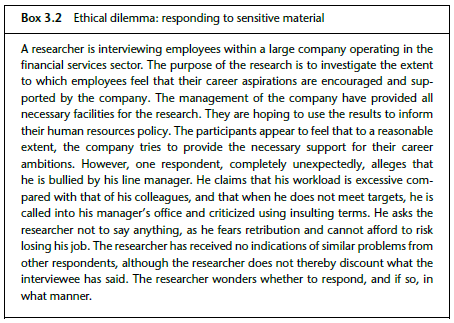 Box 3.2 Ethical dilemma: responding to sensitive material
A researcher is interviewing employees within a large company operating in the
financial services sector. The purpose of the research is to investigate the extent
to which employees feel that their career aspirations are encouraged and sup-
ported by the company. The management of the company have provided all
necessary facilities for the research. They are hoping to use the results to inform
their human resources policy. The participants appear to feel that to a reasonable
extent, the company tries to provide the necessary support for their career
ambitions. However, one respondent, completely unexpectedly, alleges that
he is bullied by his line manager. He claims that his workload is excessive com-
pared with that of his colleagues, and that when he does not meet targets, he is
called into his manager's office and criticized using insulting terms. He asks the
researcher not to say anything, as he fears retribution and cannot afford to risk
losing his job. The researcher has received no indications of similar problems from
other respondents, although the researcher does not thereby discount what the
interviewee has said. The researcher wonders whether to respond, and if so, in
what manner.